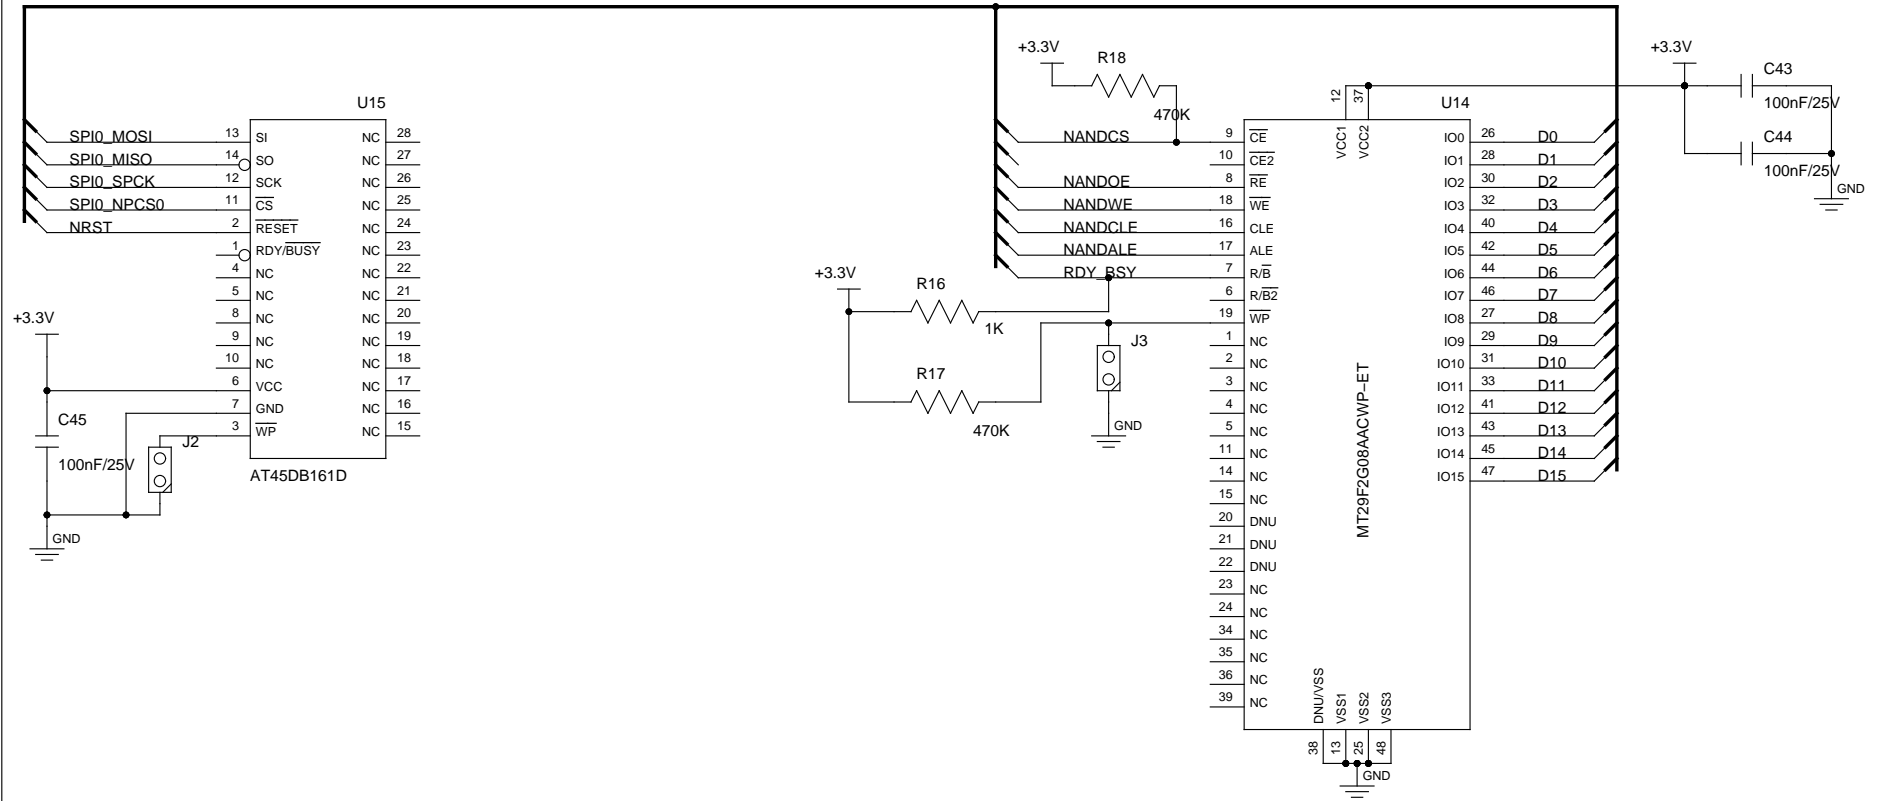 U15
SPI0_MOSI 13 SI NC 28
SPI0_MISO 14 SO NC 27
SPI0_SPCK 12 SCK NC 26
SPI0_NPCS0 11 CS NC 25
NRST 2 RESET NC 24
1 RDY/BUSY NC 23
4 NC NC 22
5 NC NC 21
8 NC NC 20
9 NC NC 19
10 NC NC 18
6 VCC NC 17
7 GND NC 16
3 WP NC 15
AT45DB161D
+3.3V
C45
100nF/25V
J2
GND
+3.3V
R18
470K
+3.3V
R16
1K
R17
470K
J3
GND
U14
12 VCC1
37 VCC2
NANDCS 9 CE IO0 26 D0
10 CE2 IO1 28 D1
NANDOE 8 RE IO2 30 D2
NANDWE 18 WE IO3 32 D3
NANDCLE 16 CLE IO4 40 D4
NANDALE 17 ALE IO5 42 D5
RDY_BSY 7 R/B IO6 44 D6
6 R/B2 IO7 46 D7
19 WP IO8 27 D8
1 NC IO9 29 D9
2 NC IO10 31 D10
3 NC IO11 33 D11
4 NC IO12 41 D12
5 NC IO13 43 D13
11 NC IO14 45 D14
14 NC IO15 47 D15
15 NC
20 DNU
21 DNU
22 DNU
23 NC
24 NC
34 NC
35 NC
36 NC
39 NC
MT29F2G08AACWP-ET
DNU/VSS 38
VSS1 13
VSS2 25
VSS3 48
GND
+3.3V
C43
100nF/25V
C44
100nF/25V
GND